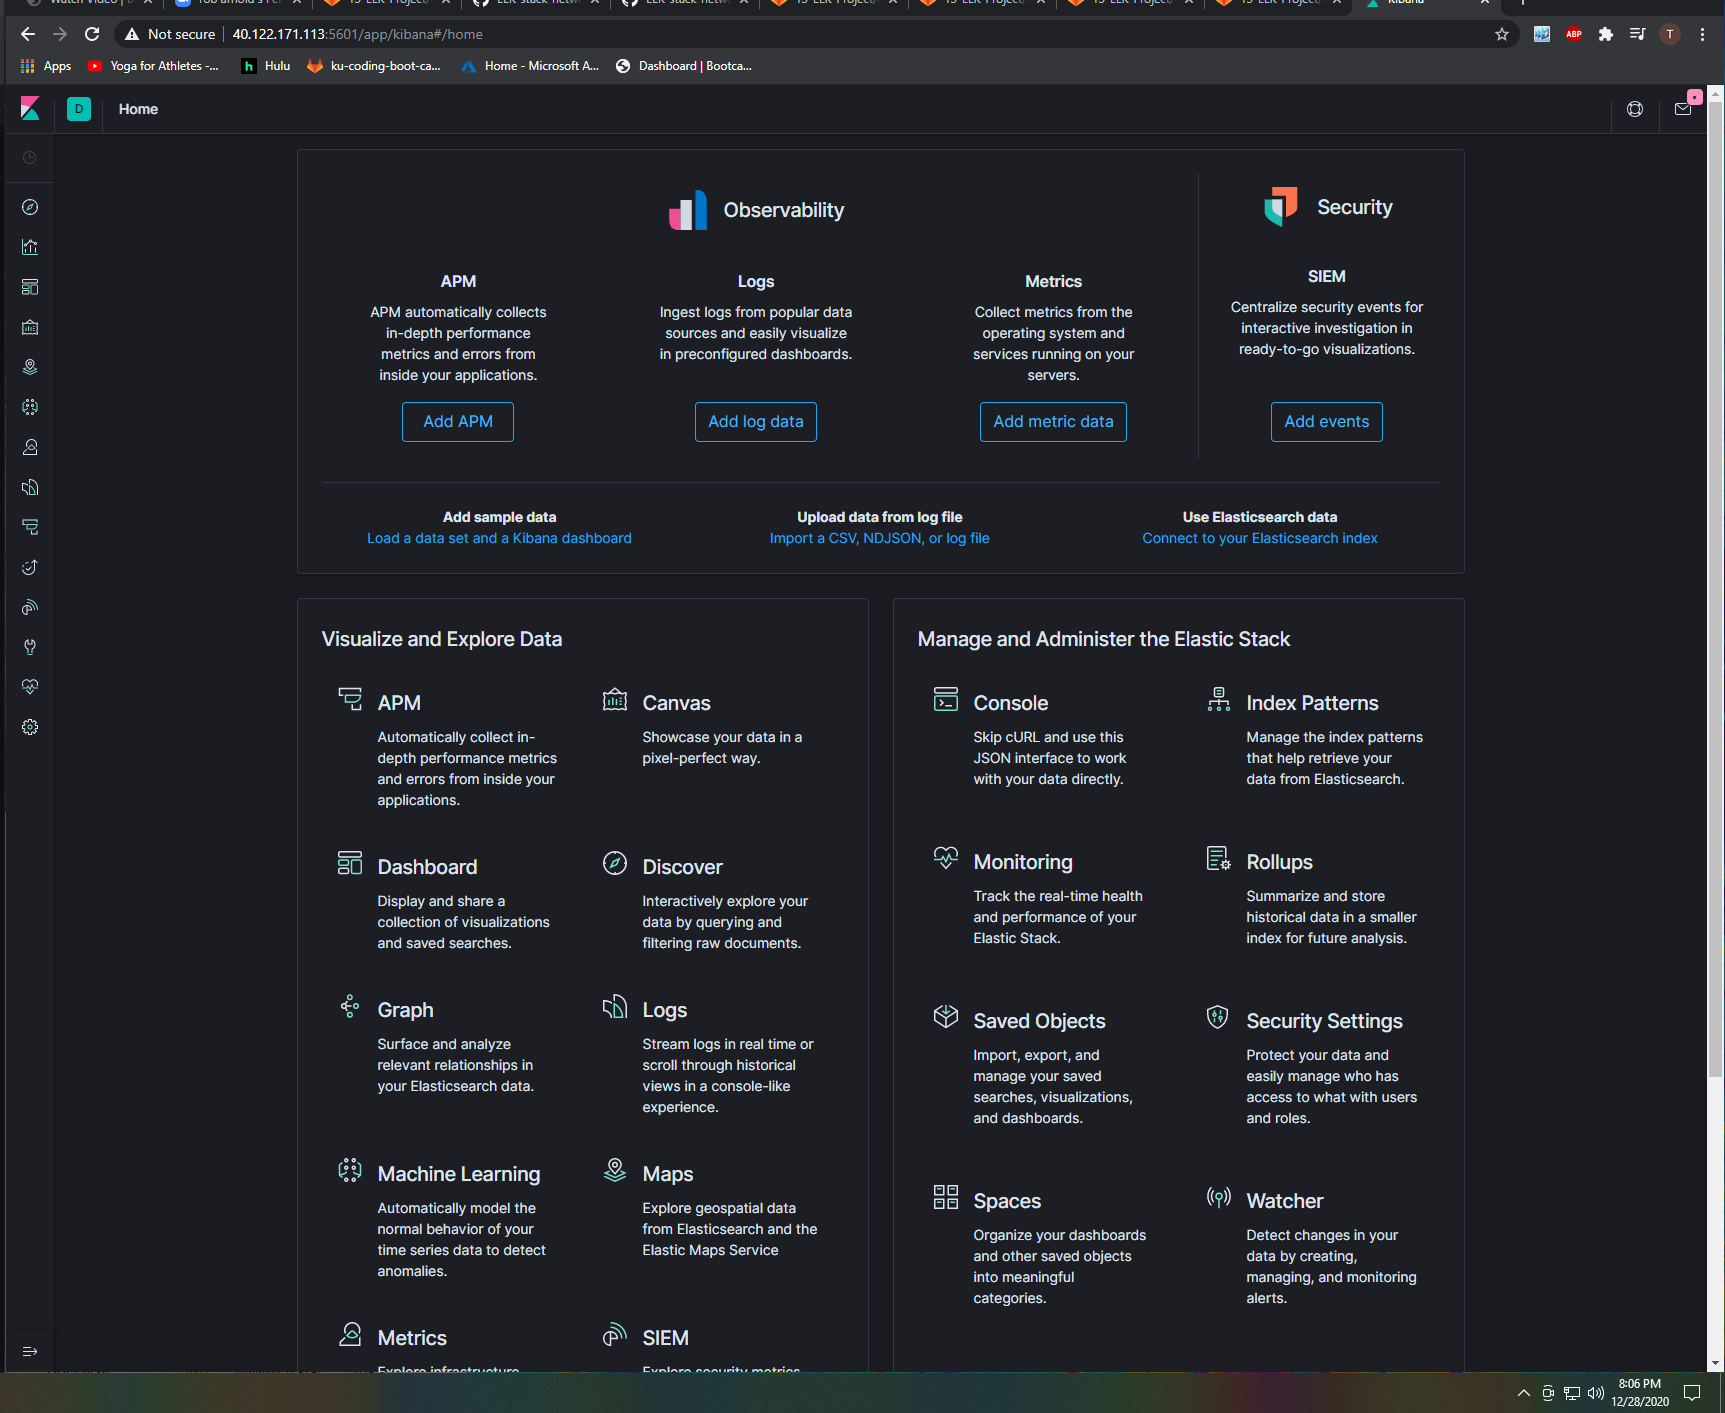 Not secure
40.122.171.113:5601/app/kibana#/home
ABP
T
Apps
Yoga for Athletes -...
h
Hulu
ku-coding-boot-ca...
Home - Microsoft A...
Dashboard | Bootca...
D
Home
Observability
Security
APM
APM automatically collects
in-depth performance
metrics and errors from
inside your applications.
Add APM
Logs
Ingest logs from popular data
sources and easily visualize
in preconfigured dashboards.
Add log data
Metrics
Collect metrics from the
operating system and
services running on your
servers.
Add metric data
SIEM
Centralize security events for
interactive investigation in
ready-to-go visualizations.
Add events
Add sample data
Load a data set and a Kibana dashboard
Upload data from log file
Import a CSV, NDJSON, or log file
Use Elasticsearch data
Connect to your Elasticsearch index
Visualize and Explore Data
APM
Automatically collect in-
depth performance metrics
and errors from inside your
applications.
Canvas
Showcase your data in a
pixel-perfect way.
Dashboard
Display and share a
collection of visualizations
and saved searches.
Discover
Interactively explore your
data by querying and
filtering raw documents.
Graph
Surface and analyze
relevant relationships in
your Elasticsearch data.
Logs
Stream logs in real time or
scroll through historical
views in a console-like
experience.
Machine Learning
Automatically model the
normal behavior of your
time series data to detect
anomalies.
Maps
Explore geospatial data
from Elasticsearch and the
Elastic Maps Service
Metrics
Explore infrastructure
SIEM
Explore security metrics
Manage and Administer the Elastic Stack
Console
Skip cURL and use this
JSON interface to work
with your data directly.
Index Patterns
Manage the index patterns
that help retrieve your
data from Elasticsearch.
Monitoring
Track the real-time health
and performance of your
Elastic Stack.
Rollups
Summarize and store
historical data in a smaller
index for future analysis.
Saved Objects
Import, export, and
manage your saved
searches, visualizations,
and dashboards.
Security Settings
Protect your data and
easily manage who has
access to what with users
and roles.
Spaces
Organize your dashboards
and other saved objects
into meaningful
categories.
Watcher
Detect changes in your
data by creating,
managing, and monitoring
alerts.
8:06 PM
12/28/2020